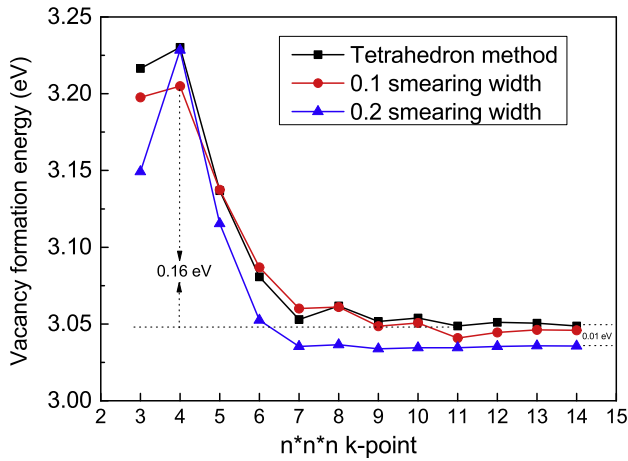 3.25
3.20
3.15
3.10
3.05
3.00
Vacancy formation energy (eV)
Tetrahedron method
0.1 smearing width
0.2 smearing width
0.16 eV
0.01 eV
2 3 4 5 6 7 8 9 10 11 12 13 14 15
n*n*n k-point